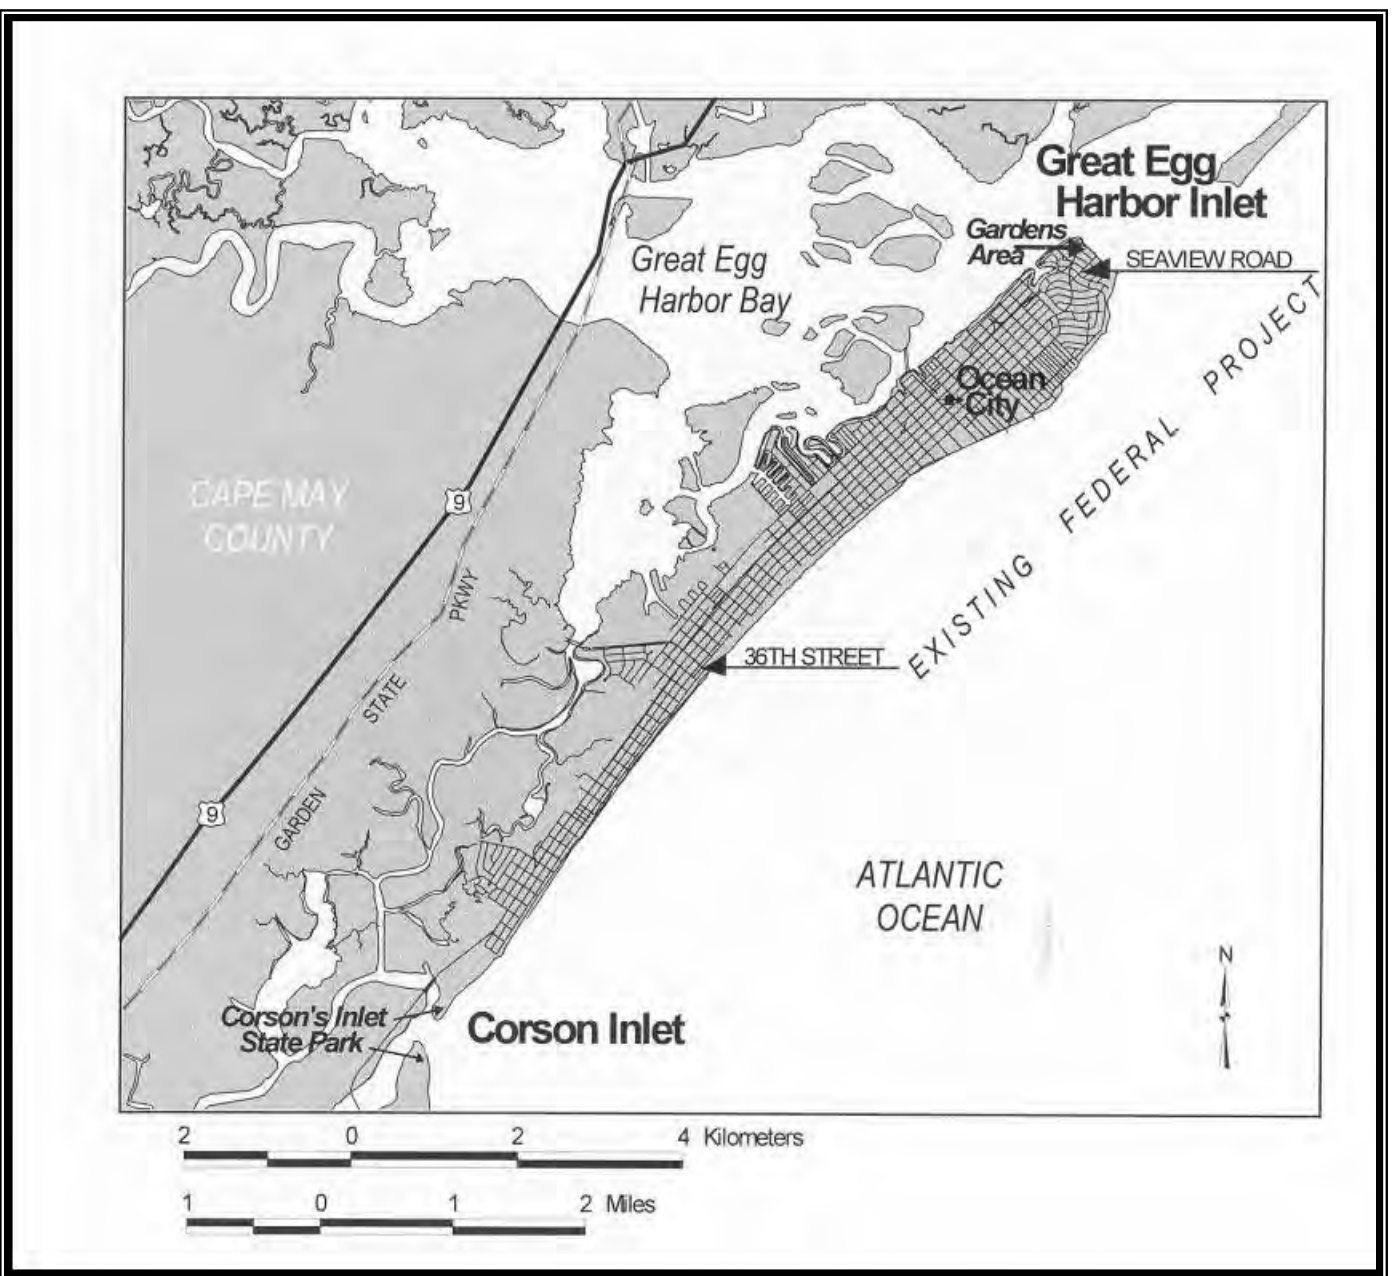 Great Egg
Harbor Inlet
Gardens
Area
SEAVIEW ROAD
Great Egg
Harbor Bay
Ocean
City
EXISTING FEDERAL PROJECT
CAPE MAY
COUNTY
9
PKWY
STATE
GARDEN
9
36TH STREET
ATLANTIC
OCEAN
N
Corson's Inlet
State Park
Corson Inlet
2 0 2 4 Kilometers
1 0 1 2 Miles